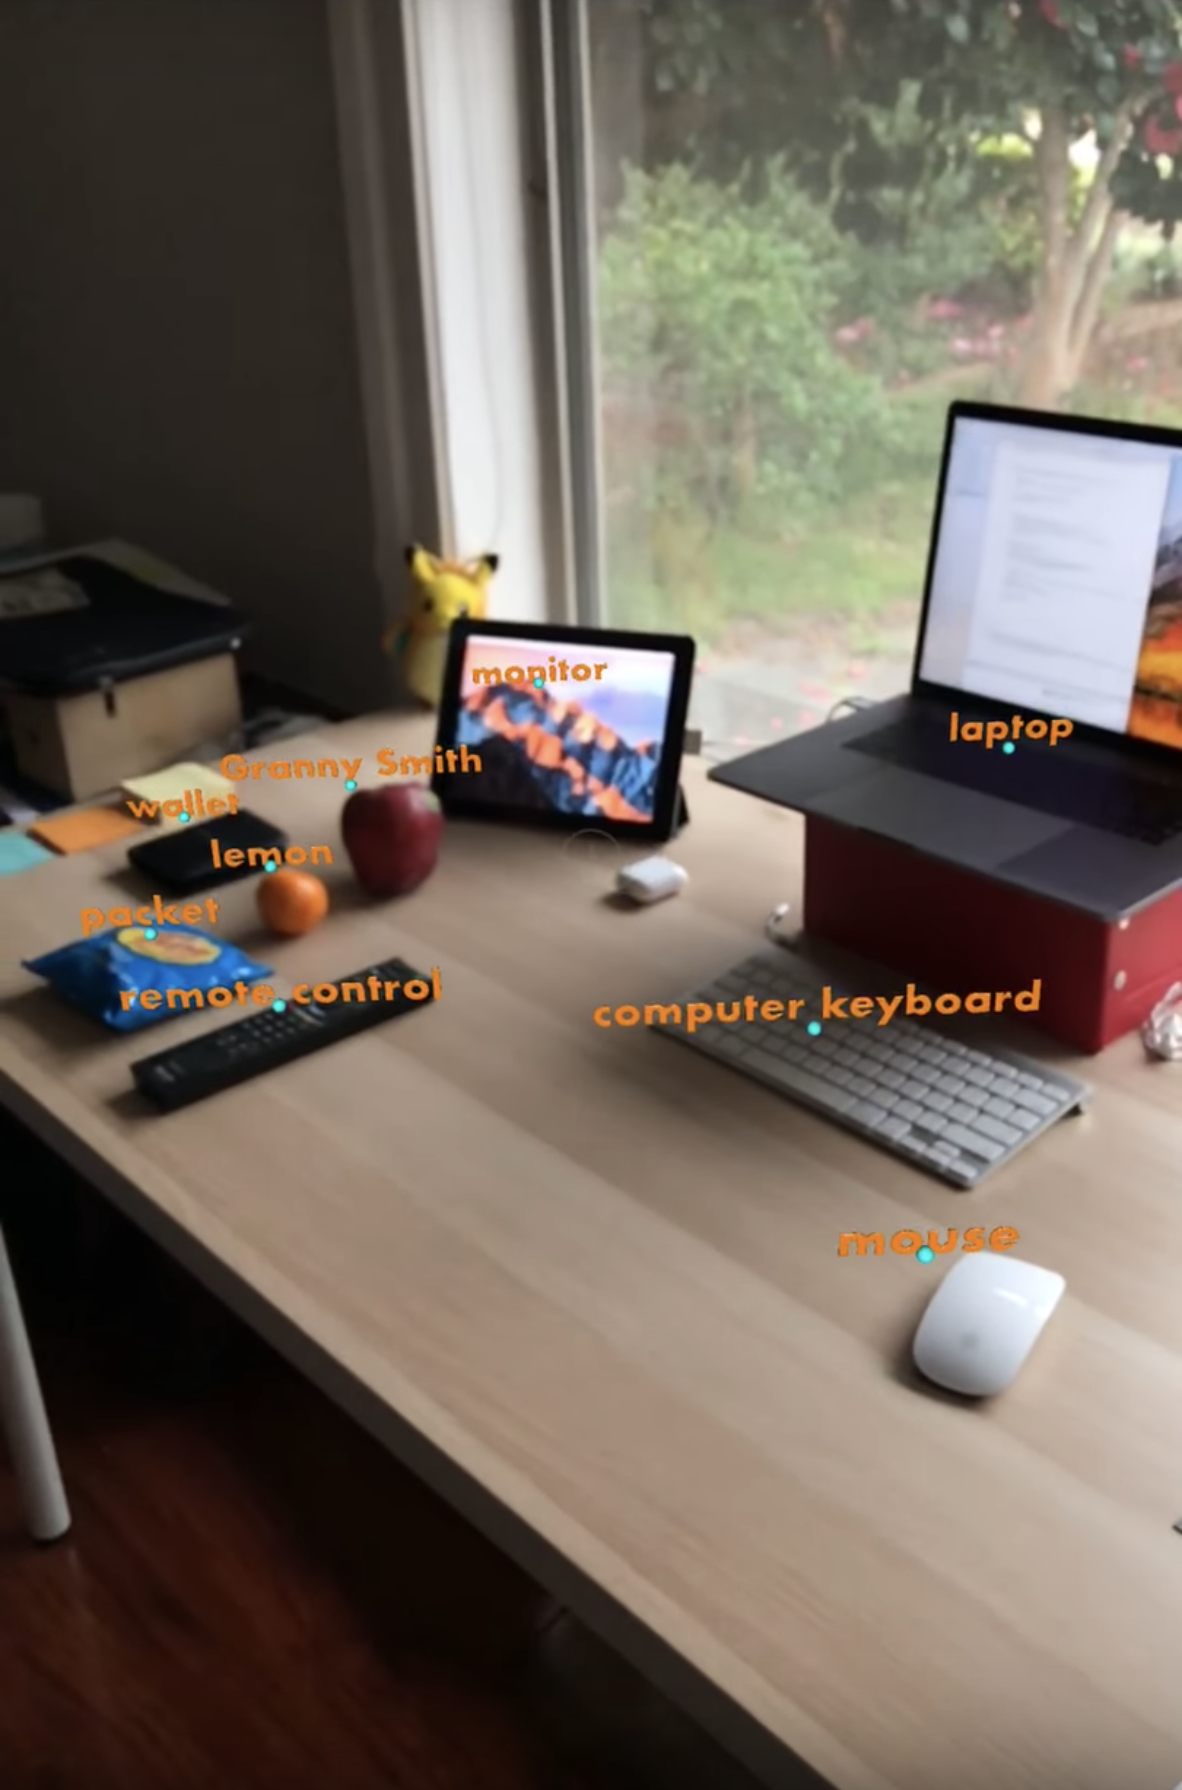 monitor
laptop
Granny Smith
wallet
lemon
packet
remote control
computer keyboard
mouse